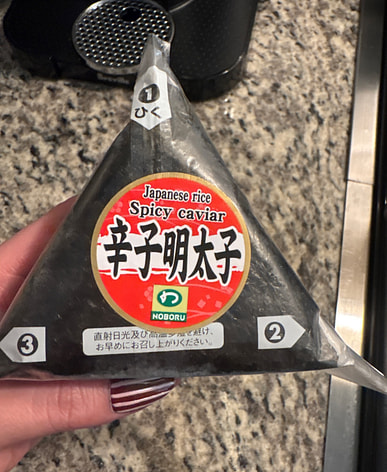 1
ひく
Japanese rice
Spicy caviar
辛子明太子
わ
NOBORU
直射日光及び高温多湿を避け、
お早めにお召し上がりください。
3
2